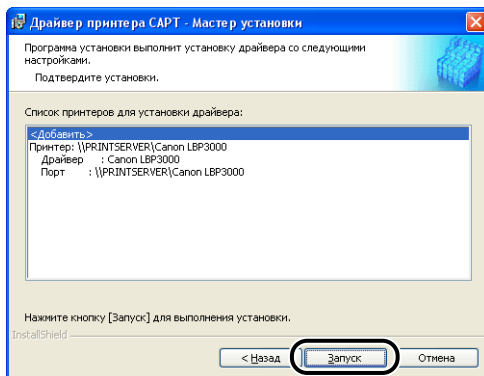 Драйвер принтера CAPT - Мастер установки
Программа установки выполнит установку драйвера со следующими
настройками.
Подтвердите установки.
Список принтеров для установки драйвера:
<Добавить>
Принтер: \\PRINTSERVER\Canon LBP3000
Драйвер : Canon LBP3000
Порт : \\PRINTSERVER\Canon LBP3000
Нажмите кнопку [Запуск] для выполнения установки.
InstallShield
< Назад
Запуск
Отмена